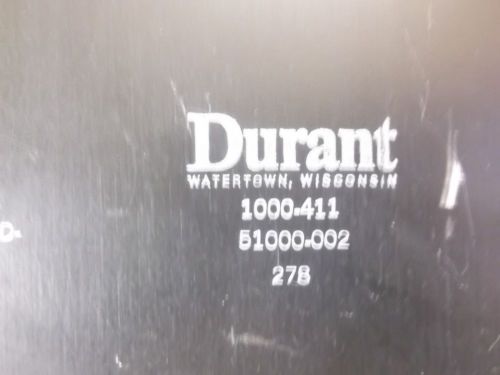 Durant
WATERTOWN, WISCONSIN
1000-411
51000-002
278
D-